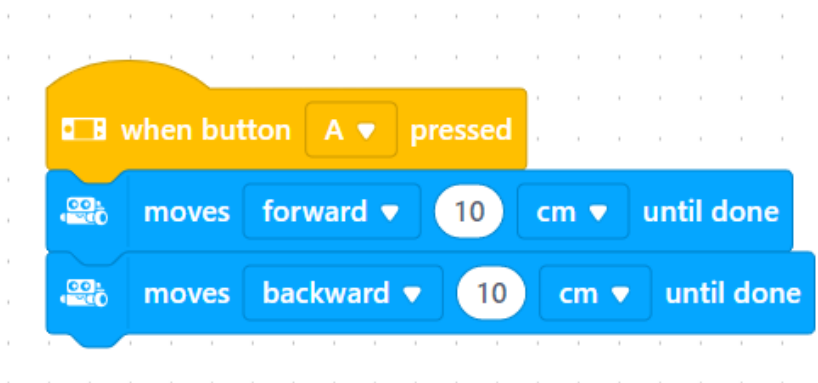 when button A pressed
moves forward 10 cm until done
moves backward 10 cm until done